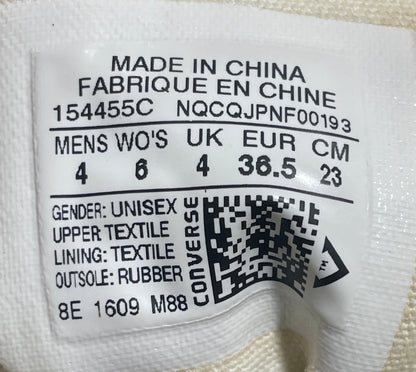 MADE IN CHINA
FABRIQUE EN CHINE
154455C NQCQJPNF00193
MENS WO'S UK EUR CM
4 6 4 36.5 23
GENDER: UNISEX
UPPER TEXTILE
LINING: TEXTILE
OUTSOLE: RUBBER
8E 1609 M88
CONVERSE
TM